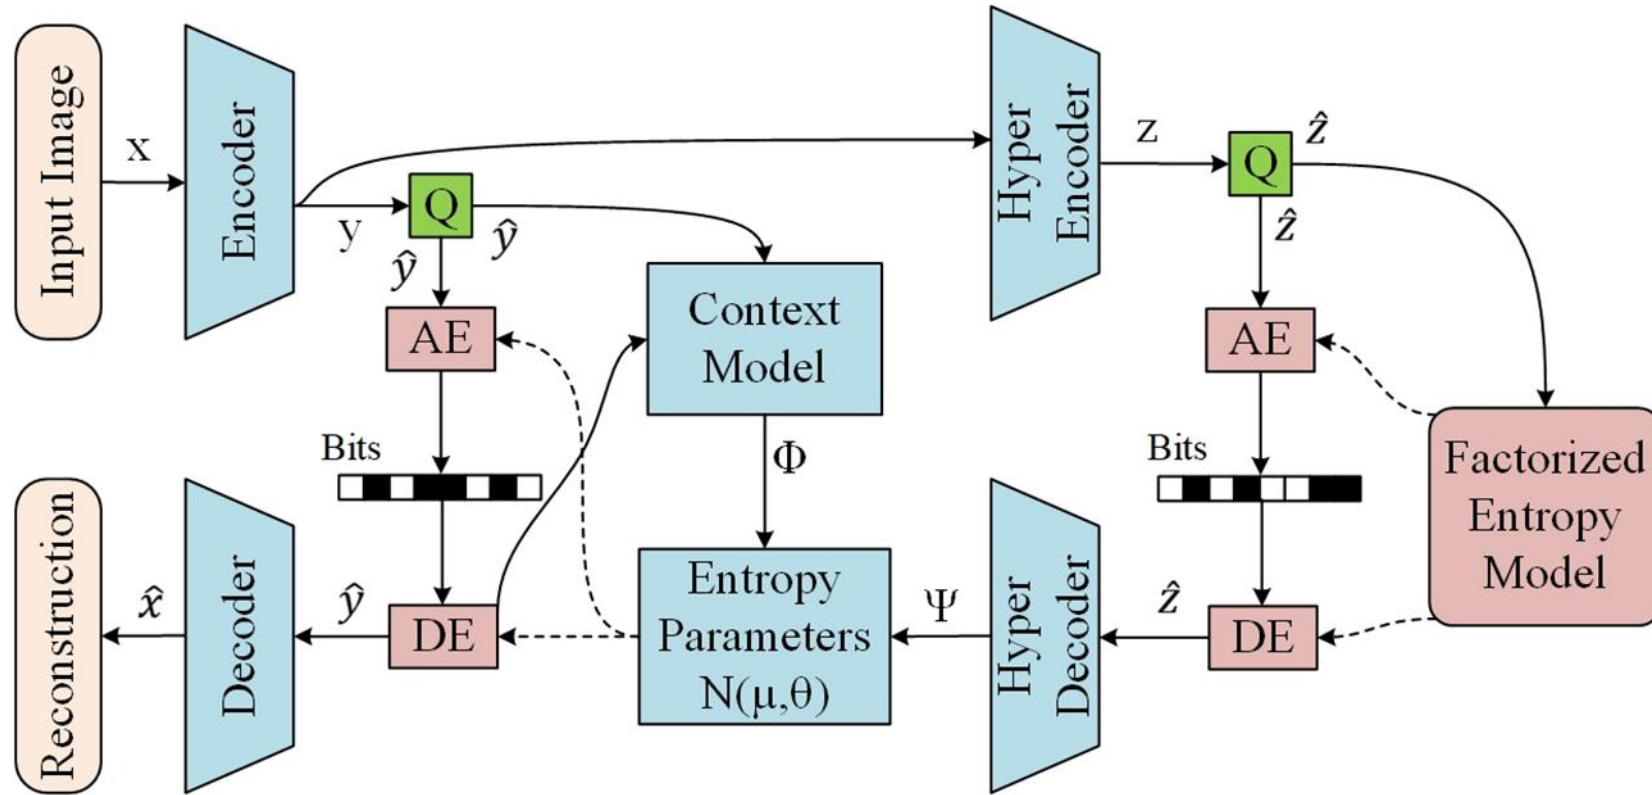 Input Image
x
Encoder
y
Q
ŷ
ŷ
AE
Bits
DE
ŷ
Decoder
x̂
Reconstruction
Context
Model
Φ
Entropy
Parameters
N(μ,θ)
Ψ
Hyper
Encoder
z
Q
ẑ
ẑ
AE
Bits
DE
ẑ
Hyper
Decoder
Factorized
Entropy
Model